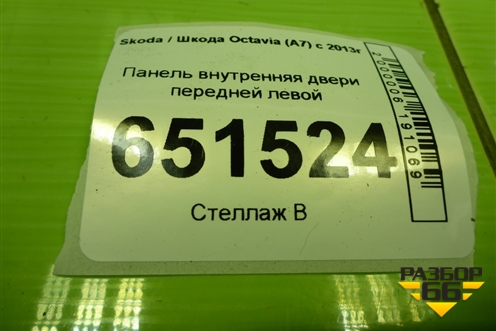 Skoda / Шкода Octavia (A7) с 2013г
Панель внутренняя двери
передней левой
651524
Стеллаж В
2000006191069
РАЗБОР
66